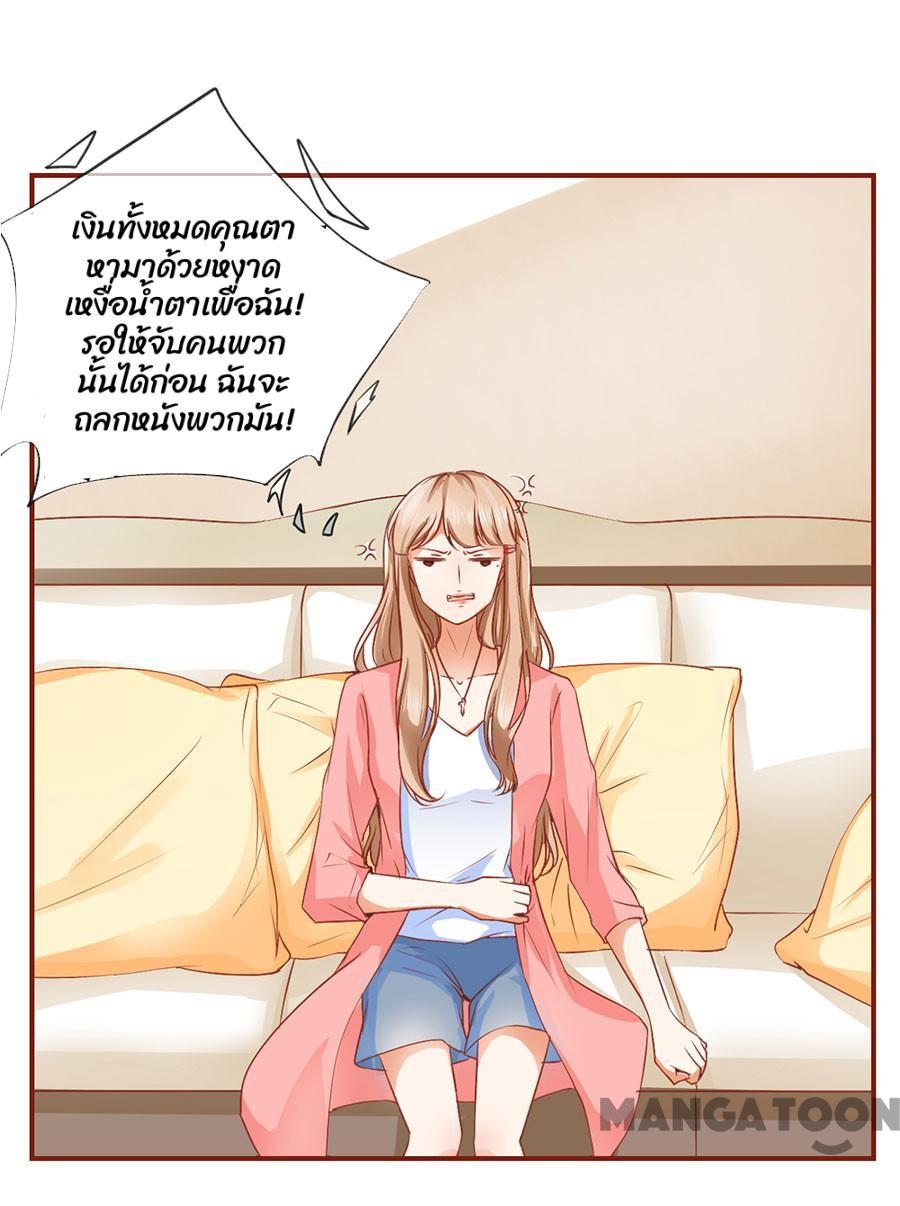 เงินทั้งหมดคุณตา
หามาด้วยหงาด
เหงื่อน้ำตาเพื่อฉัน!
รอให้จับคนพวก
นั้นได้ก่อน ฉันจะ
ถลกหนังพวกมัน!
MANGATOON